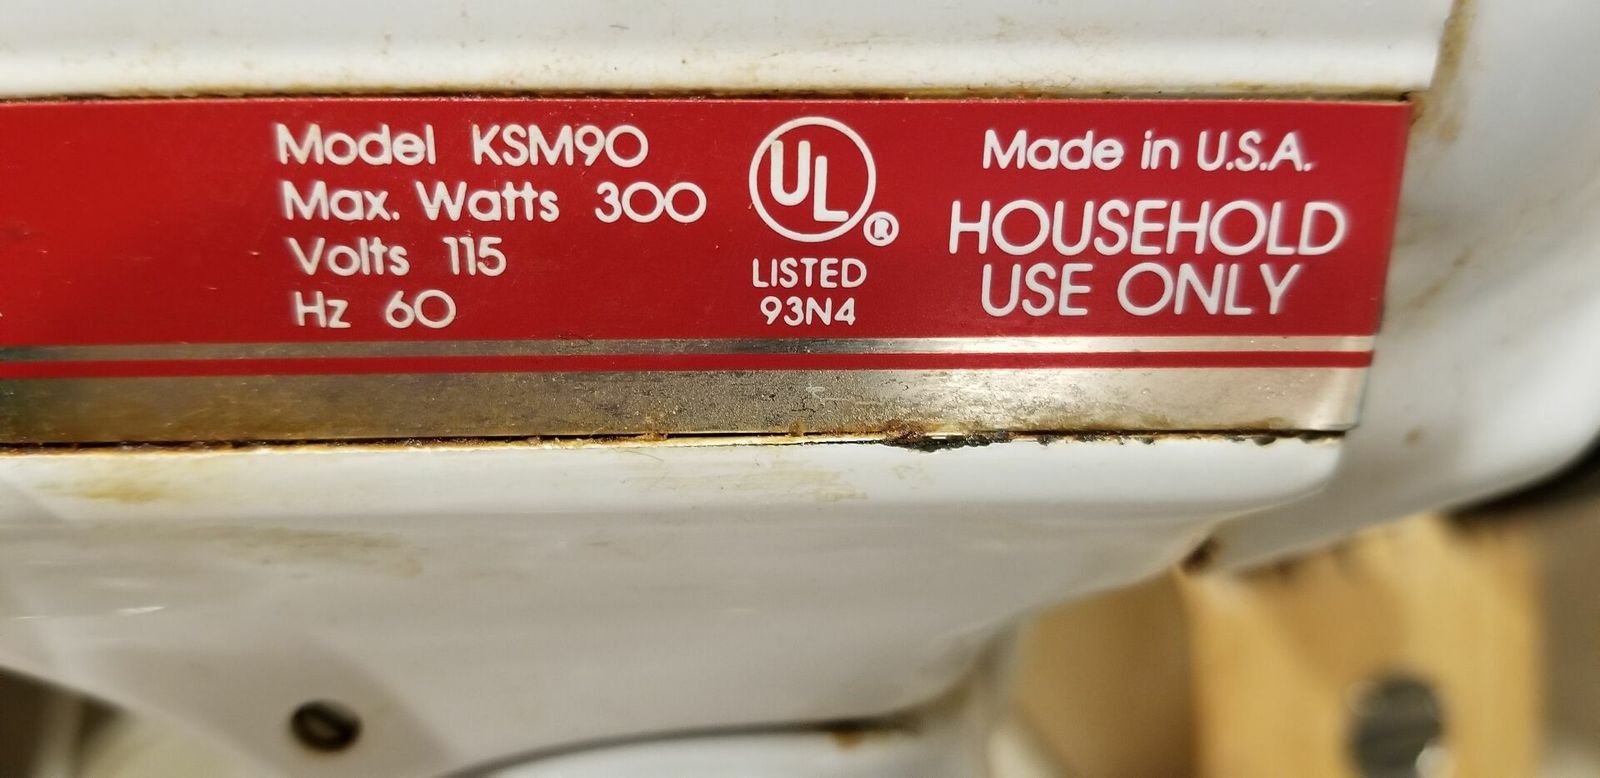 Model KSM90
Max. Watts 300
Volts 115
Hz 60
UL
®
LISTED
93N4
Made in U.S.A.
HOUSEHOLD
USE ONLY